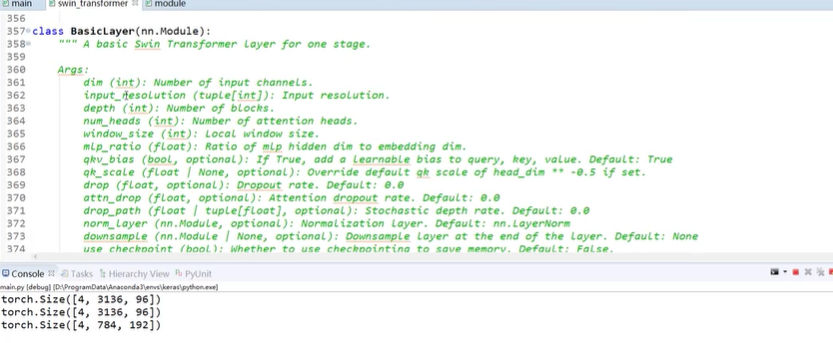 main swin_transformer module
356
357 class BasicLayer(nn.Module):
358 """ A basic Swin Transformer layer for one stage.
359
360 Args:
361 dim (int): Number of input channels.
362 input_resolution (tuple[int]): Input resolution.
363 depth (int): Number of blocks.
364 num_heads (int): Number of attention heads.
365 window_size (int): Local window size.
366 mlp_ratio (float): Ratio of mlp hidden dim to embedding dim.
367 qkv_bias (bool, optional): If True, add a learnable bias to query, key, value. Default: True
368 qk_scale (float | None, optional): Override default qk scale of head_dim ** -0.5 if set.
369 drop (float, optional): Dropout rate. Default: 0.0
370 attn_drop (float, optional): Attention dropout rate. Default: 0.0
371 drop_path (float | tuple[float], optional): Stochastic depth rate. Default: 0.0
372 norm_layer (nn.Module, optional): Normalization layer. Default: nn.LayerNorm
373 downsample (nn.Module | None, optional): Downsample layer at the end of the layer. Default: None
374 use_checkpoint (bool): Whether to use checkpointing to save memory. Default: False.
Console Tasks Hierarchy View PyUnit
main.py [debug] [D:\ProgramData\Anaconda3\envs\keras\python.exe]
torch.Size([4, 3136, 96])
torch.Size([4, 3136, 96])
torch.Size([4, 784, 192])